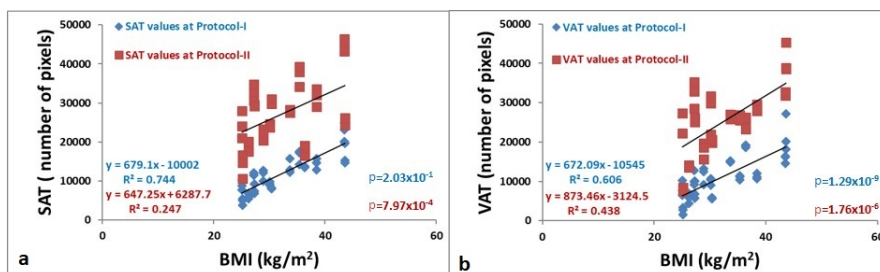 50000
40000
30000
20000
10000
0
SAT ( number of pixels)
SAT values at Protocol-I
SAT values at Protocol-II
y = 679.1x - 10002
R² = 0.744
y = 647.25x + 6287.7
R² = 0.247
p=2.03x10⁻¹
p=7.97x10⁻⁴
0 20 40 60
BMI (kg/m²)
a
50000
40000
30000
20000
10000
0
VAT (number of pixels)
VAT values at Protocol-I
VAT values at Protocol-II
y = 672.09x - 10545
R² = 0.606
y = 873.46x - 3124.5
R² = 0.438
p=1.29x10⁻⁹
p=1.76x10⁻⁶
0 20 40 60
BMI (kg/m²)
b